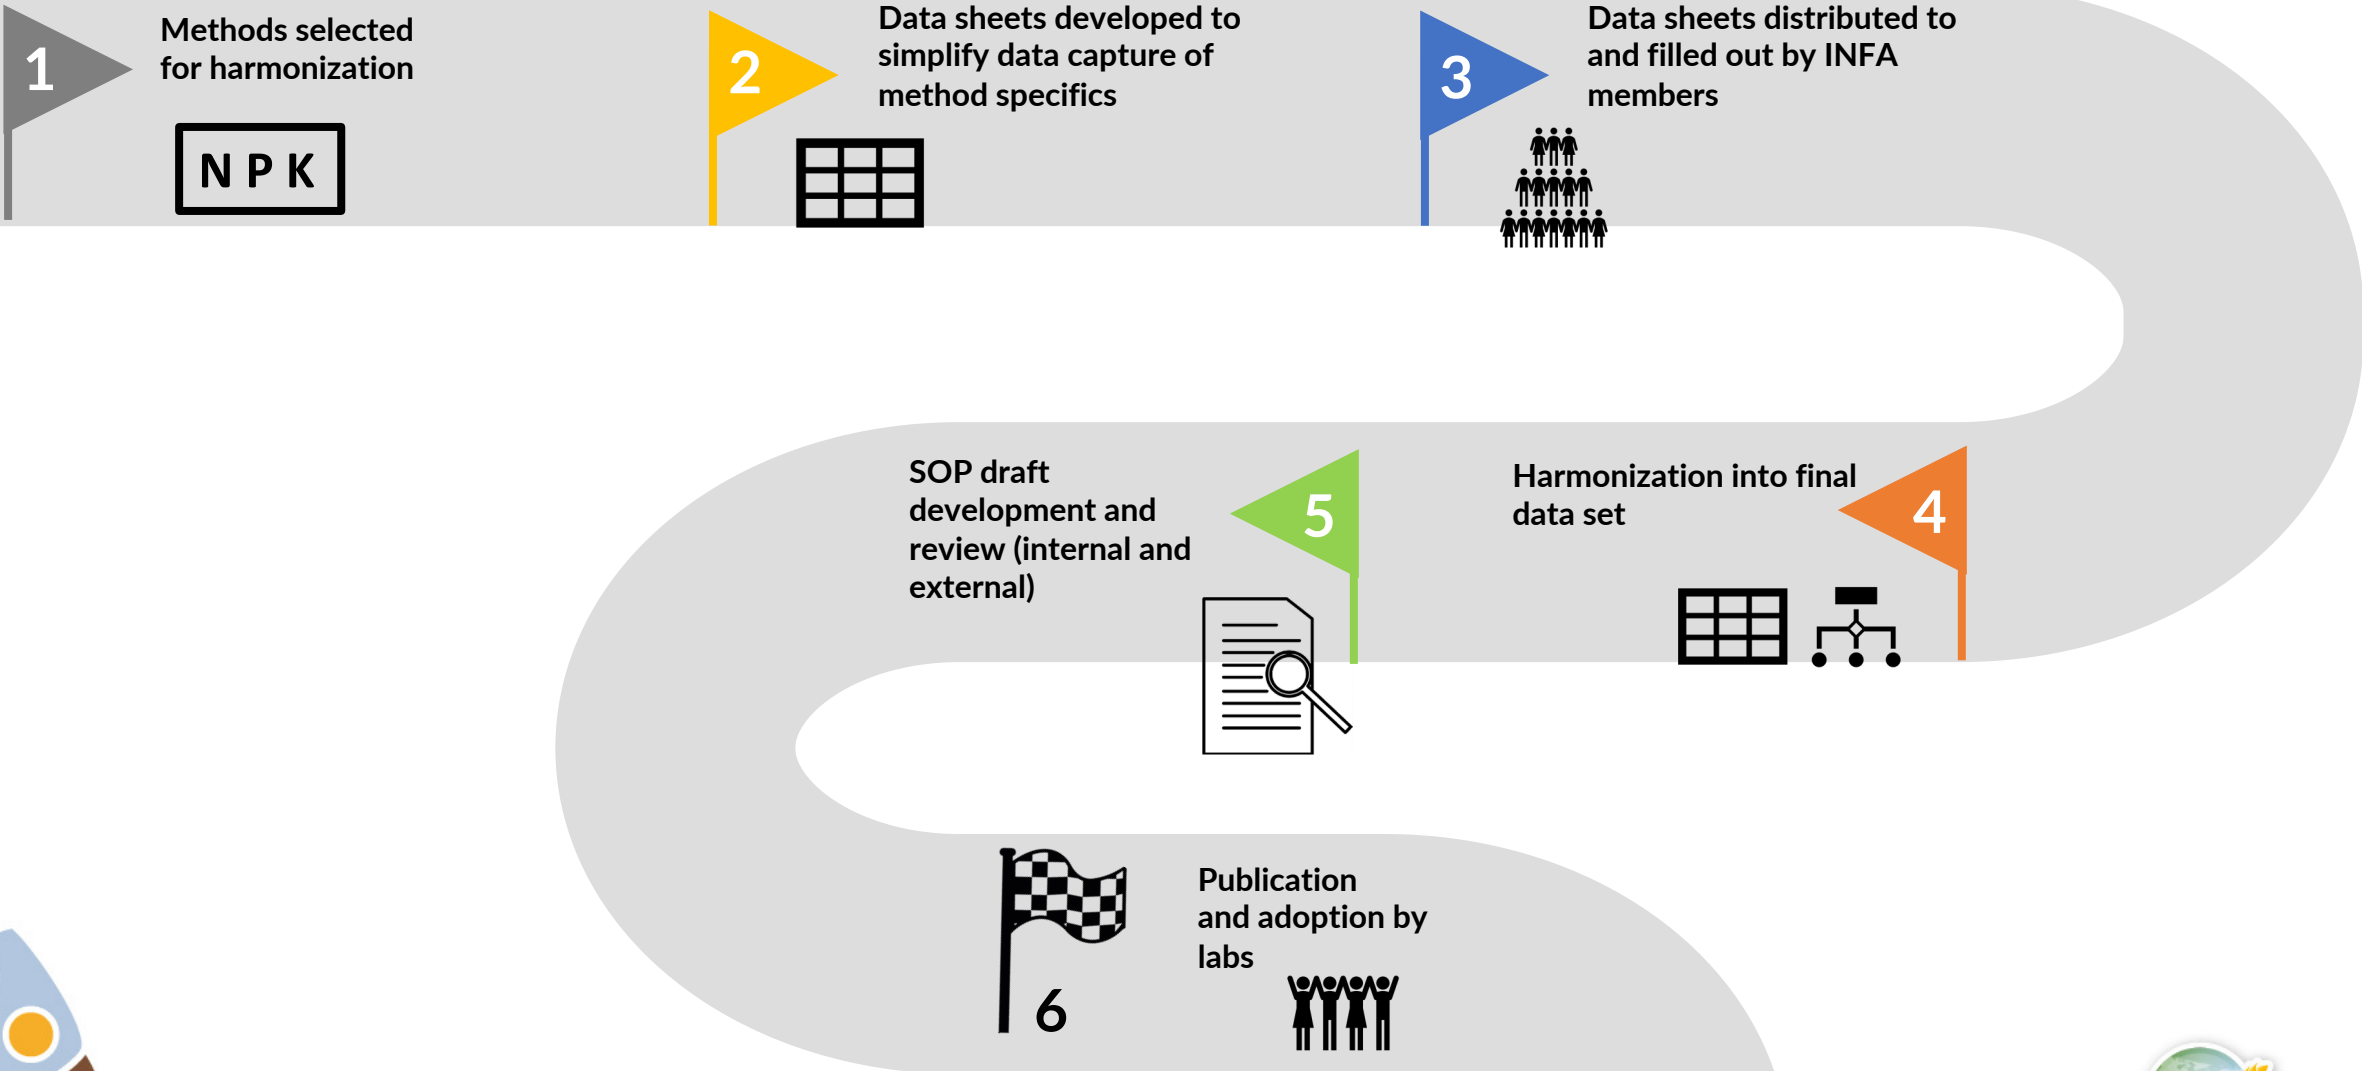 1
Methods selected
for harmonization
N P K
2
Data sheets developed to
simplify data capture of
method specifics
3
Data sheets distributed to
and filled out by INFA
members
4
Harmonization into final
data set
5
SOP draft
development and
review (internal and
external)
6
Publication
and adoption by
labs